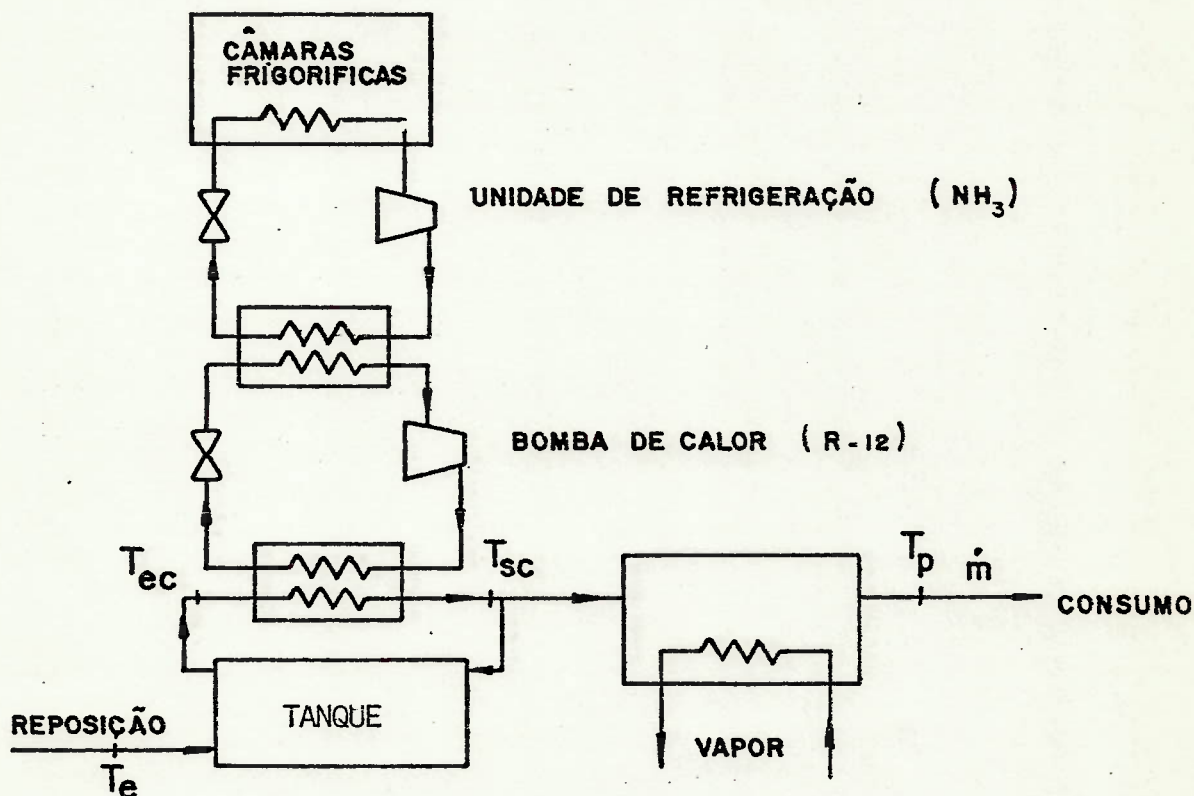 CÂMARAS
FRIGORIFICAS
UNIDADE DE REFRIGERAÇÃO (NH₃)
BOMBA DE CALOR (R-12)
Tec
Tsc
Tp ṁ
CONSUMO
REPOSIÇÃO
Te
TANQUE
VAPOR